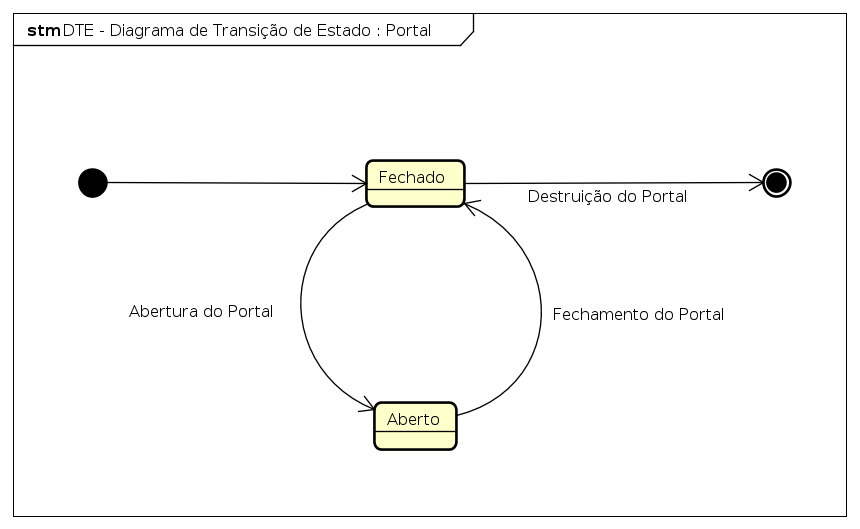 stm DTE - Diagrama de Transição de Estado : Portal
Fechado
Destruição do Portal
Abertura do Portal
Fechamento do Portal
Aberto